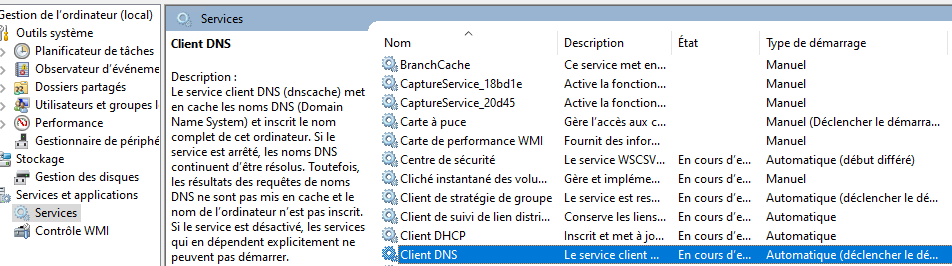 Gestion de l'ordinateur (local)
Outils système
Planificateur de tâches
Observateur d'événeme
Dossiers partagés
Utilisateurs et groupes l
Performance
Gestionnaire de périphé
Stockage
Gestion des disques
Services et applications
Services
Contrôle WMI
Services
Client DNS
Description :
Le service client DNS (dnscache) met
en cache les noms DNS (Domain
Name System) et inscrit le nom
complet de cet ordinateur. Si le
service est arrêté, les noms DNS
continuent d'être résolus. Toutefois,
les résultats des requêtes de noms
DNS ne sont pas mis en cache et le
nom de l'ordinateur n'est pas inscrit.
Si le service est désactivé, les services
qui en dépendent explicitement ne
peuvent pas démarrer.
Nom Description État Type de démarrage
BranchCache Ce service met en... Manuel
CaptureService_18bd1e Active la fonction... Manuel
CaptureService_20d45 Active la fonction... Manuel
Carte à puce Gère l'accès aux c... Manuel (Déclencher le démarra...
Carte de performance WMI Fournit des infor... Manuel
Centre de sécurité Le service WSCSV... En cours d'e... Automatique (début différé)
Cliché instantané des volu... Gère et impléme... En cours d'e... Manuel
Client de stratégie de groupe Le service est res... En cours d'e... Automatique (déclencher le dé...
Client de suivi de lien distri... Conserve les liens... En cours d'e... Automatique
Client DHCP Inscrit et met à jo... En cours d'e... Automatique
Client DNS Le service client ... En cours d'e... Automatique (déclencher le dé...